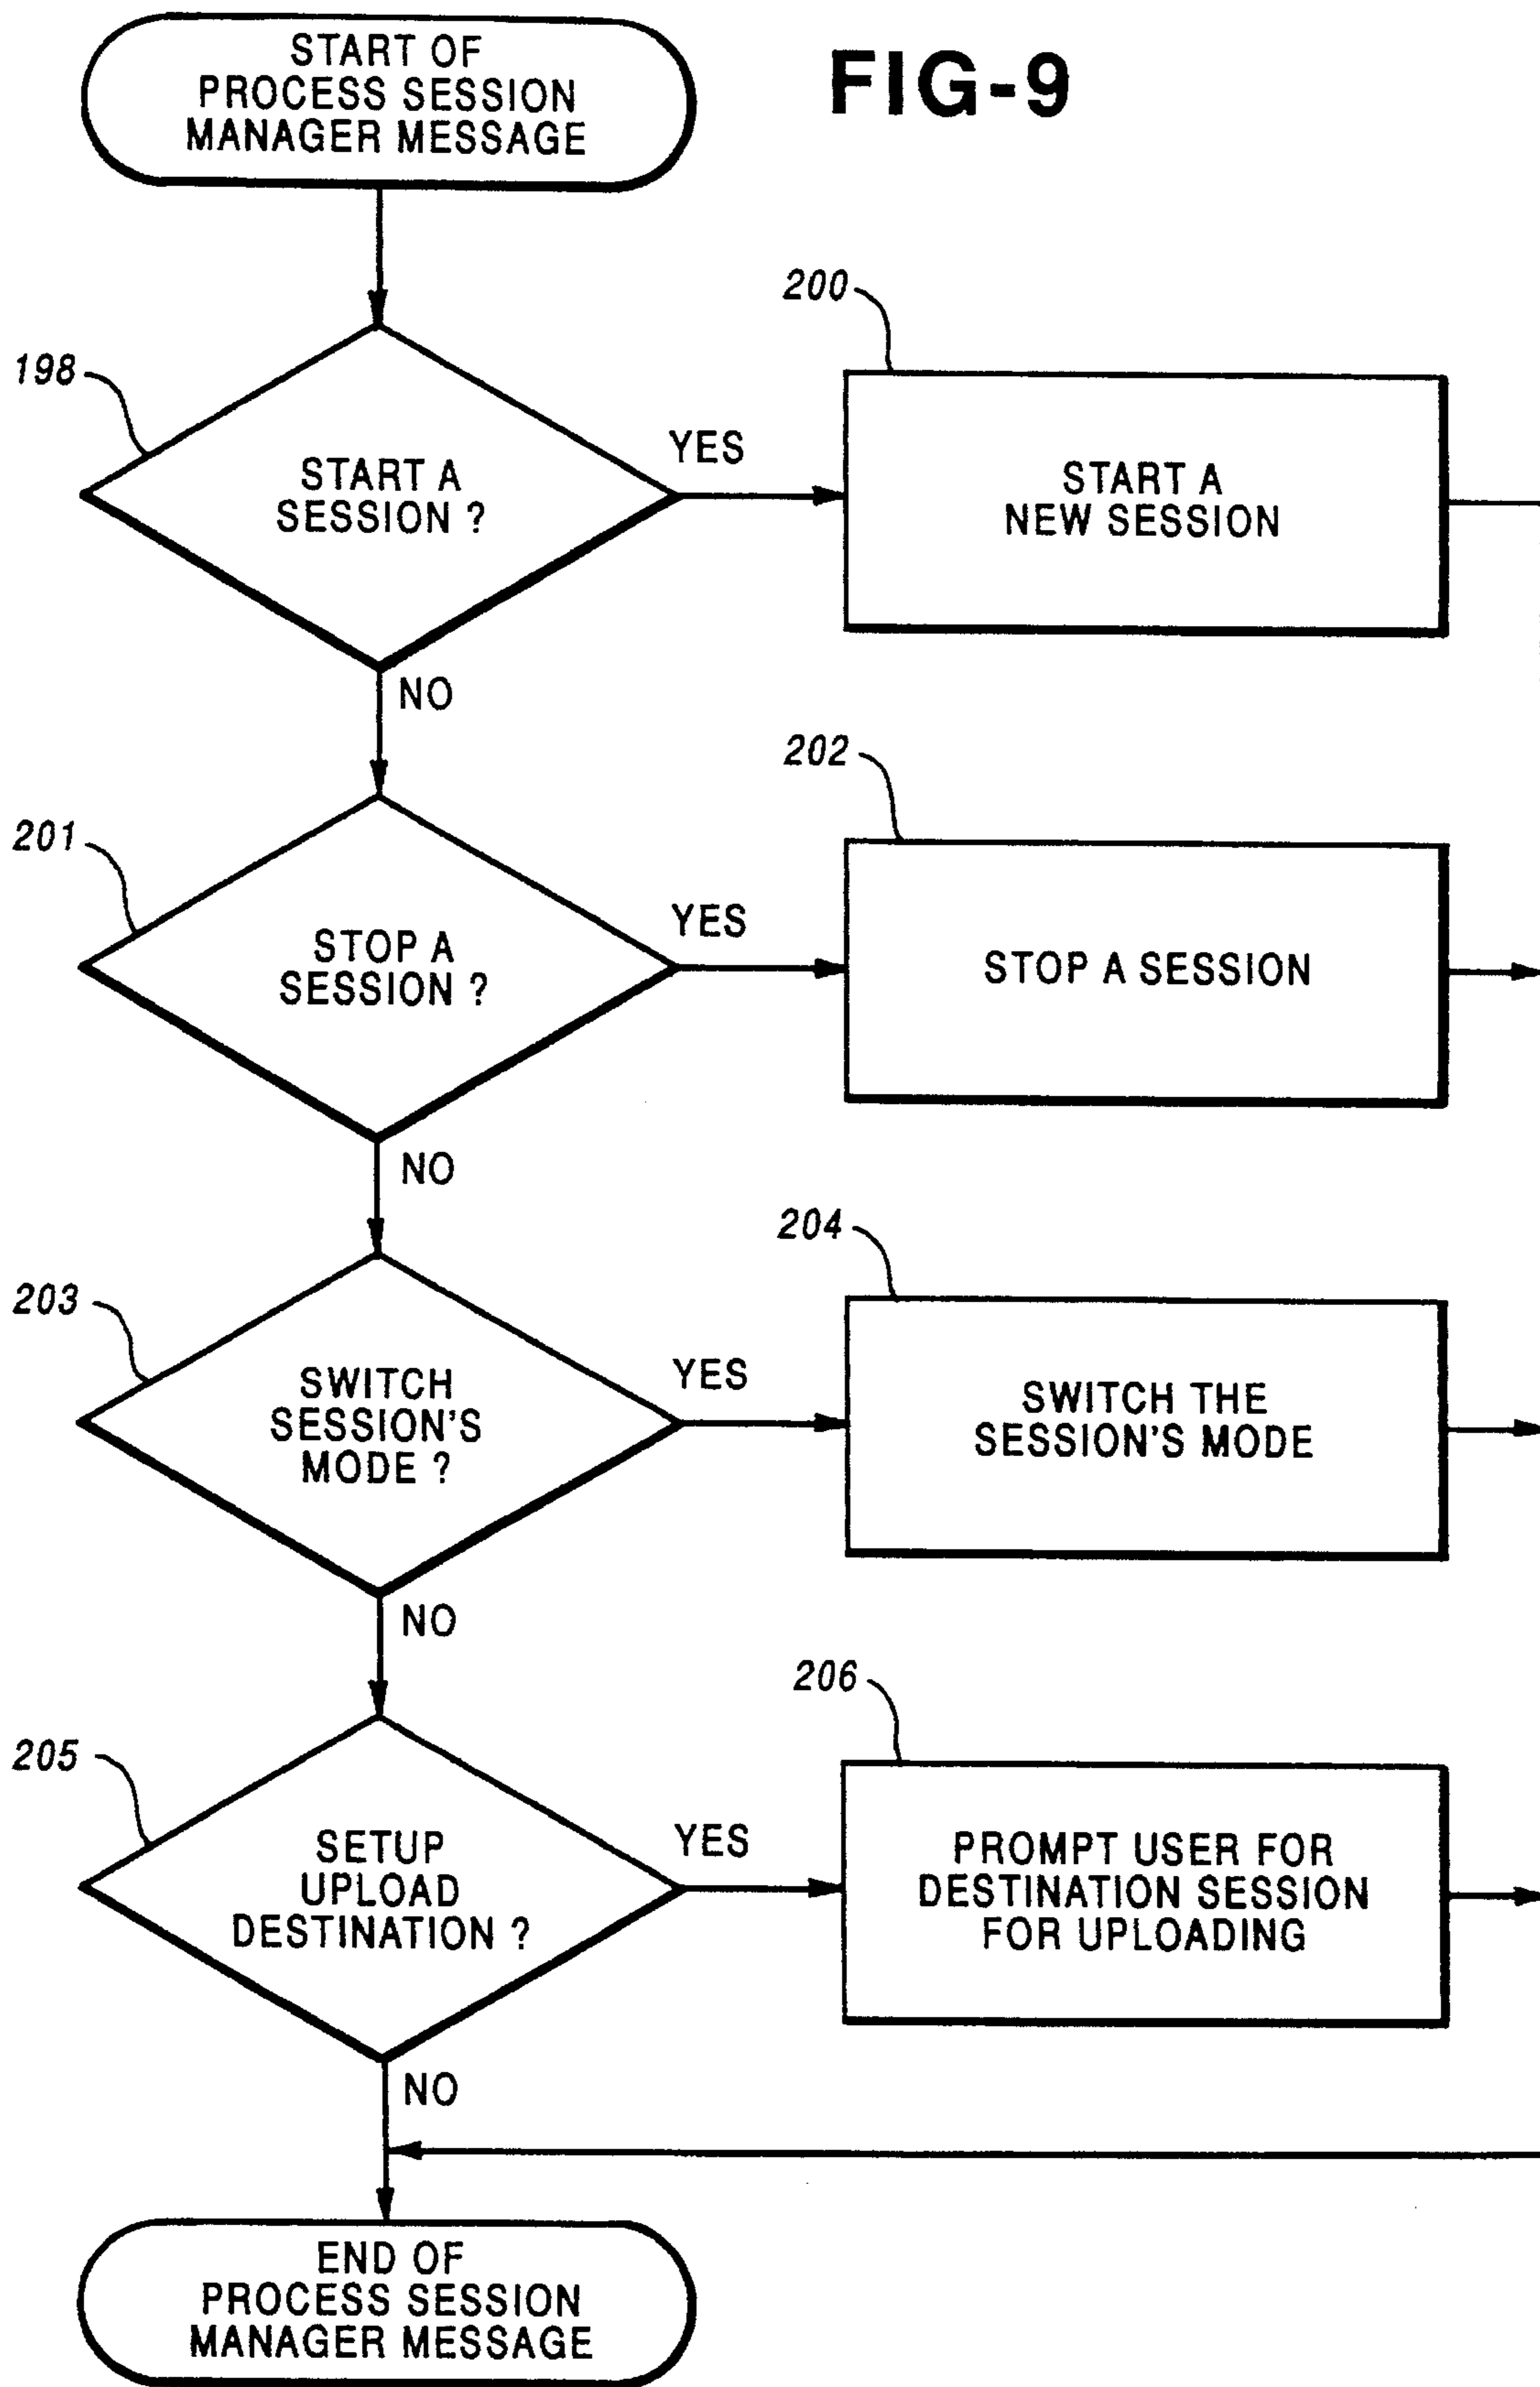 START OF
PROCESS SESSION
MANAGER MESSAGE
FIG-9
198
START A
SESSION ?
YES
200
START A
NEW SESSION
NO
201
STOP A
SESSION ?
YES
202
STOP A SESSION
NO
203
SWITCH
SESSION'S
MODE ?
YES
204
SWITCH THE
SESSION'S MODE
NO
205
SETUP
UPLOAD
DESTINATION ?
YES
206
PROMPT USER FOR
DESTINATION SESSION
FOR UPLOADING
NO
END OF
PROCESS SESSION
MANAGER MESSAGE